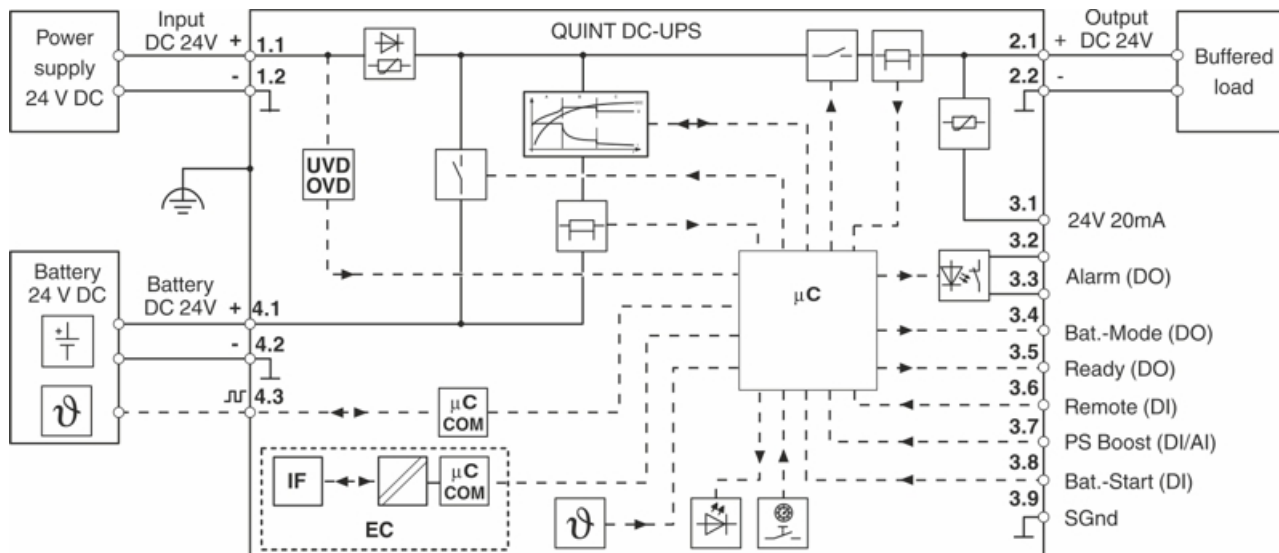 Power
supply
24 V DC
Input
DC 24V
+ 1.1
- 1.2
QUINT DC-UPS
2.1 +
2.2 -
Output
DC 24V
Buffered
load
UVD
OVD
3.1
24V 20mA
3.2
3.3
Alarm (DO)
3.4
Bat.-Mode (DO)
3.5
Ready (DO)
3.6
Remote (DI)
3.7
PS Boost (DI/AI)
3.8
Bat.-Start (DI)
3.9
SGnd
µC
Battery
24 V DC
Battery
DC 24V
+ 4.1
- 4.2
4.3
+
ϑ
µC
COM
IF
µC
COM
EC
ϑ